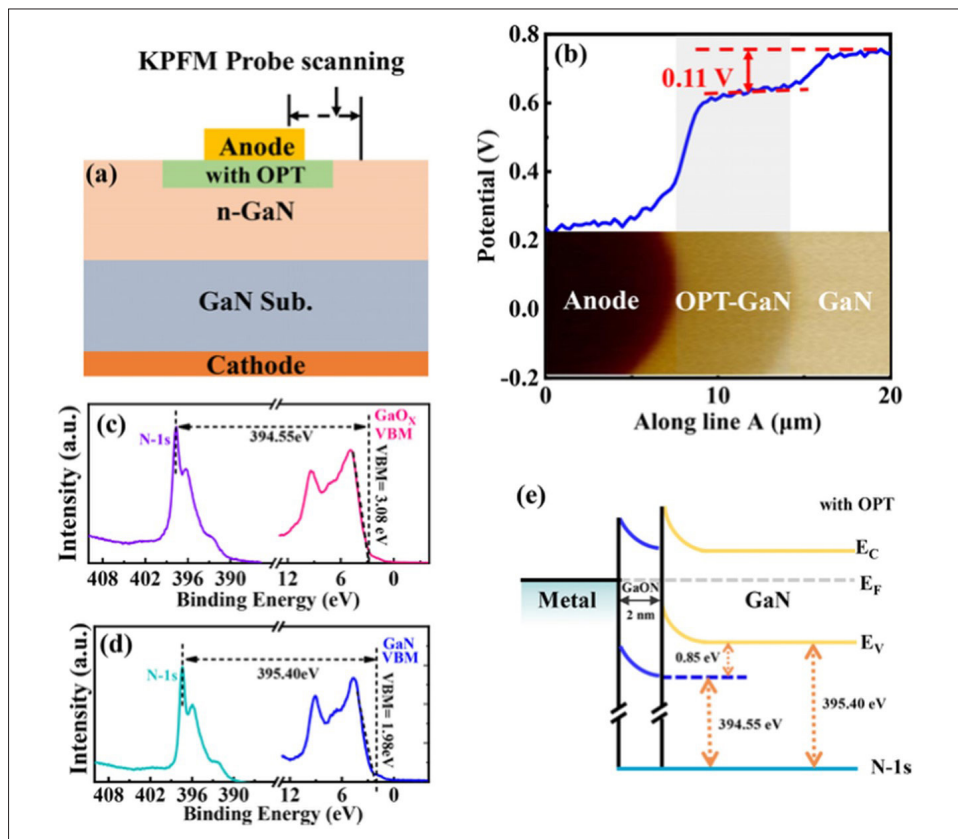 KPFM Probe scanning
Anode
(a)
with OPT
n-GaN
GaN Sub.
Cathode
(b)
0.8
0.6
0.4
0.2
0.0
-0.2
Potential (V)
0.11 V
Anode
OPT-GaN
GaN
0
10
20
Along line A (μm)
(c)
Intensity (a.u.)
N-1s
394.55eV
GaOX
VBM
VBM= 3.08 eV
408 402 396 390 12 6 0
Binding Energy (eV)
(d)
Intensity (a.u.)
N-1s
395.40eV
GaN
VBM
VBM= 1.98eV
408 402 396 390 12 6 0
Binding Energy (eV)
(e)
with OPT
EC
EF
EV
Metal
GaON
2 nm
GaN
0.85 eV
394.55 eV
395.40 eV
N-1s